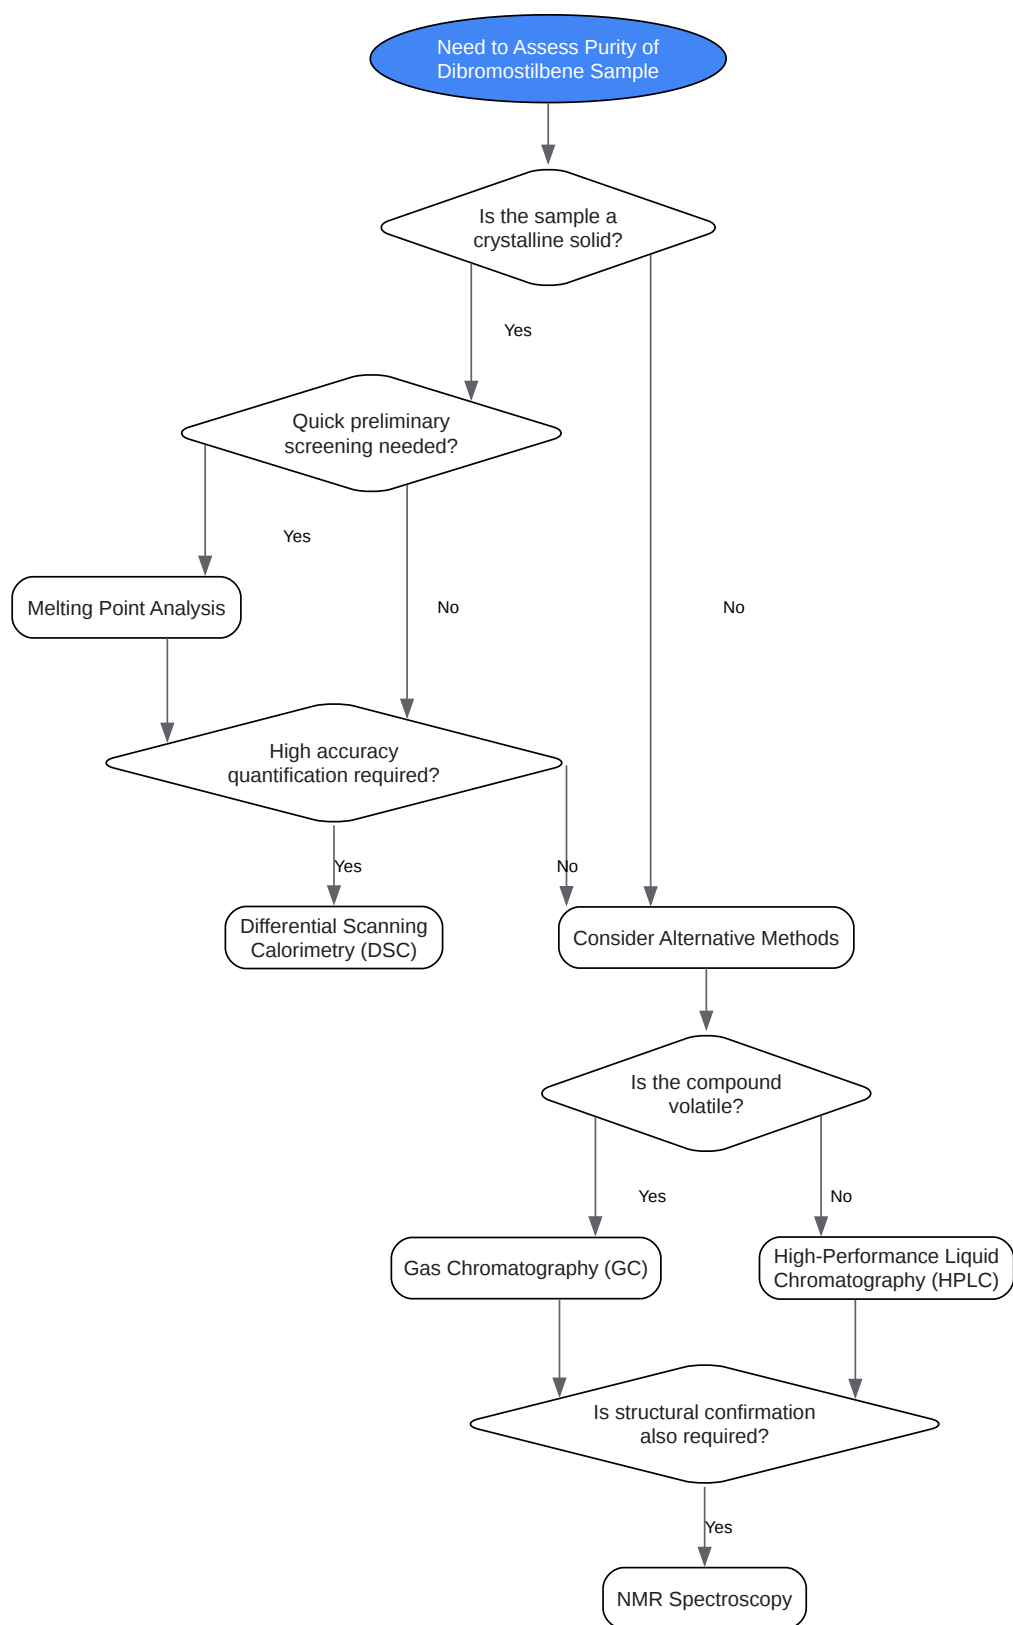 Need to Assess Purity of
Dibromostilbene Sample
Is the sample a
crystalline solid?
Yes
Quick preliminary
screening needed?
Yes
Melting Point Analysis
No
No
High accuracy
quantification required?
Yes
No
Differential Scanning
Calorimetry (DSC)
Consider Alternative Methods
Is the compound
volatile?
Yes
No
Gas Chromatography (GC)
High-Performance Liquid
Chromatography (HPLC)
Is structural confirmation
also required?
Yes
NMR Spectroscopy